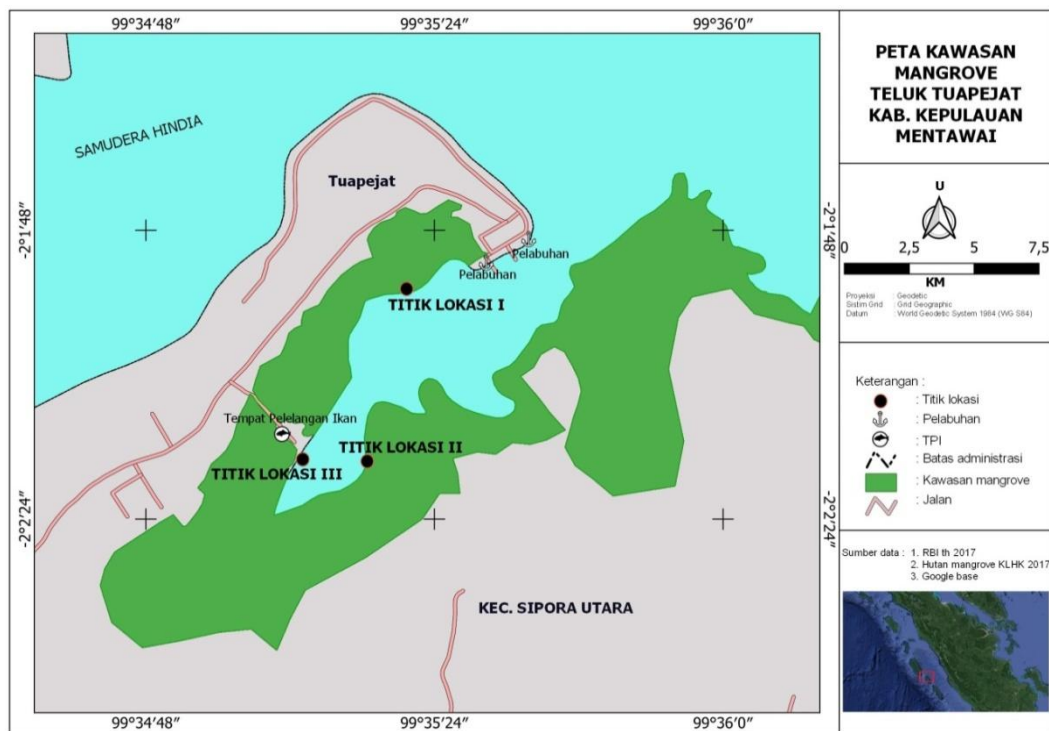 99°34'48" 99°35'24" 99°36'0"
-2°1'48"
-2°2'24"
SAMUDERA HINDIA
Tuapejat
Pelabuhan
Pelabuhan
TITIK LOKASI I
Tempat Pelelangan Ikan
TITIK LOKASI II
TITIK LOKASI III
KEC. SIPORA UTARA
-2°1'48"
-2°2'24"
99°34'48" 99°35'24" 99°36'0"
PETA KAWASAN
MANGROVE
TELUK TUAPEJAT
KAB. KEPULAUAN
MENTAWAI
U
0 2,5 5 7,5
KM
Proyeksi : Geodetic
Sistim Grid : Grid Geographic
Datum : World Geodetic System 1984 (WG S84)
Keterangan :
: Titik lokasi
: Pelabuhan
: TPI
: Batas administrasi
: Kawasan mangrove
: Jalan
Sumber data : 1. RBI th 2017
2. Hutan mangrove KLHK 2017
3. Google base